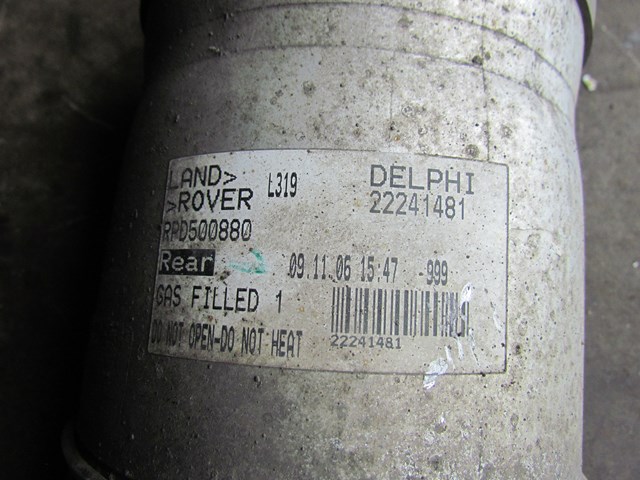 LAND> L319 DELPHI
>ROVER 22241481
RPD500880
Rear 09.11.06 15:47 -999
GAS FILLED 1
DO NOT OPEN-DO NOT HEAT
22241481